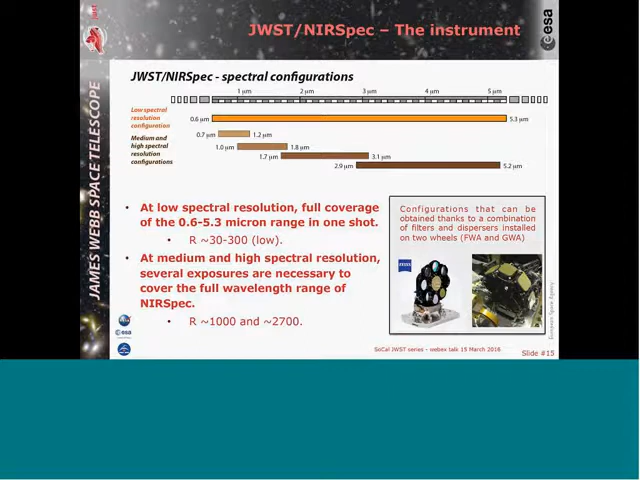 JWST/NIRSpec – The instrument
esa
JWST
JAMES WEBB SPACE TELESCOPE
JWST/NIRSpec - spectral configurations
1 μm 2 μm 3 μm 4 μm 5 μm
Low spectral
resolution
configuration
0.6 μm 5.3 μm
Medium and
high spectral
resolution
configurations
0.7 μm 1.2 μm
1.0 μm 1.8 μm
1.7 μm 3.1 μm
2.9 μm 5.2 μm
• At low spectral resolution, full coverage
of the 0.6-5.3 micron range in one shot.
• R ~30-300 (low).
• At medium and high spectral resolution,
several exposures are necessary to
cover the full wavelength range of
NIRSpec.
• R ~1000 and ~2700.
Configurations that can be
obtained thanks to a combination
of filters and dispersers installed
on two wheels (FWA and GWA)
ZEISS
European Space Agency
esa
SoCal JWST series - webex talk 15 March 2018
Slide #15